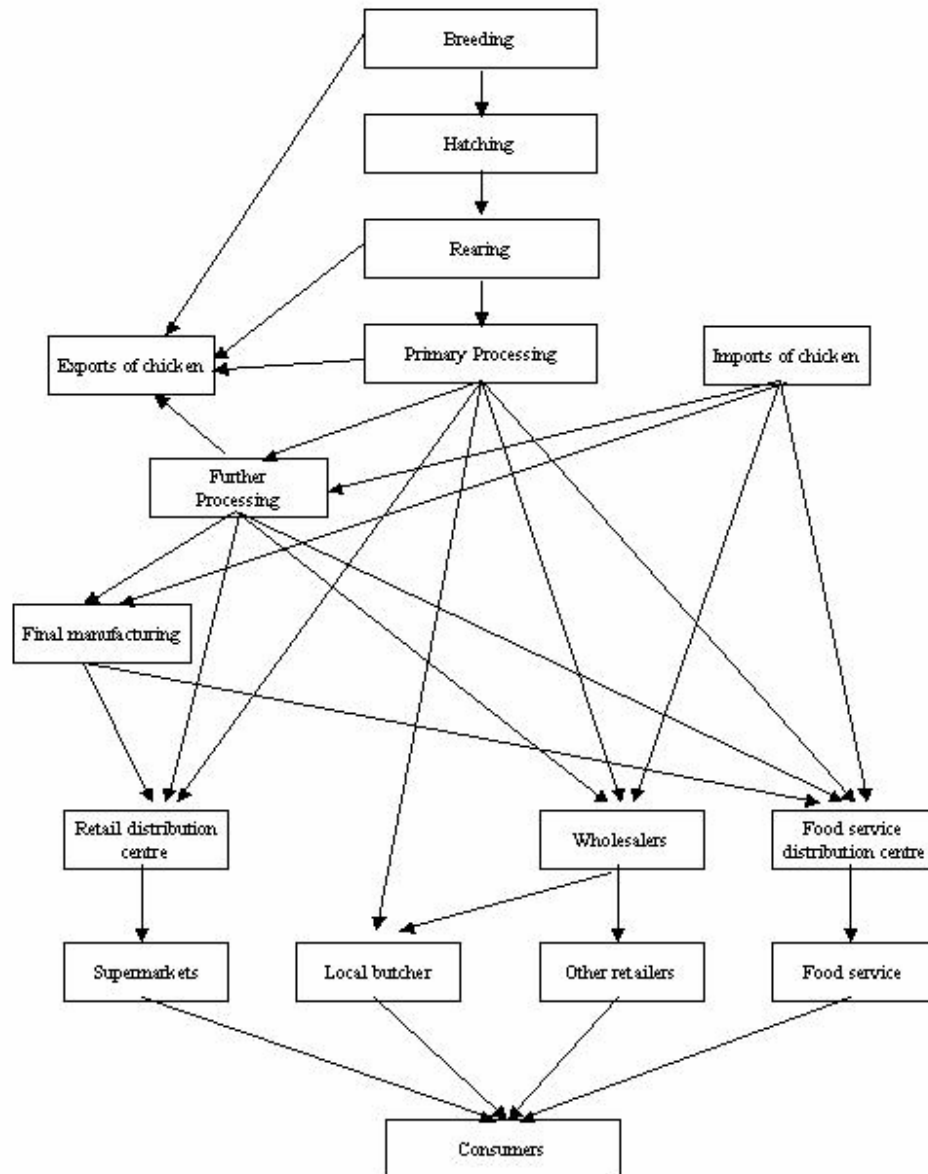 Breeding
Hatching
Rearing
Exports of chicken
Primary Processing
Imports of chicken
Further
Processing
Final manufacturing
Retail distribution
centre
Wholesalers
Food service
distribution centre
Supermarkets
Local butcher
Other retailers
Food service
Consumers